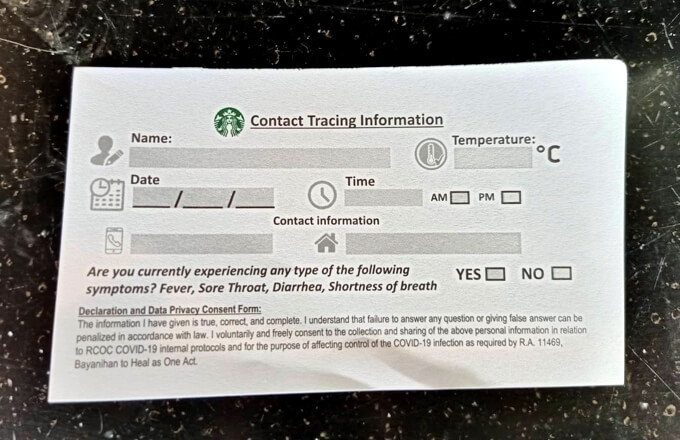 Contact Tracing Information
Name:
Temperature:
°C
Date
Time
__/__/__
AM
PM
Contact information
Are you currently experiencing any type of the following
symptoms? Fever, Sore Throat, Diarrhea, Shortness of breath
YES
NO
Declaration and Data Privacy Consent Form:
The information I have given is true, correct, and complete. I understand that failure to answer any question or giving false answer can be
penalized in accordance with law. I voluntarily and freely consent to the collection and sharing of the above personal information in relation
to RCOC COVID-19 internal protocols and for the purpose of affecting control of the COVID-19 infection as required by R.A. 11469,
Bayanihan to Heal as One Act.